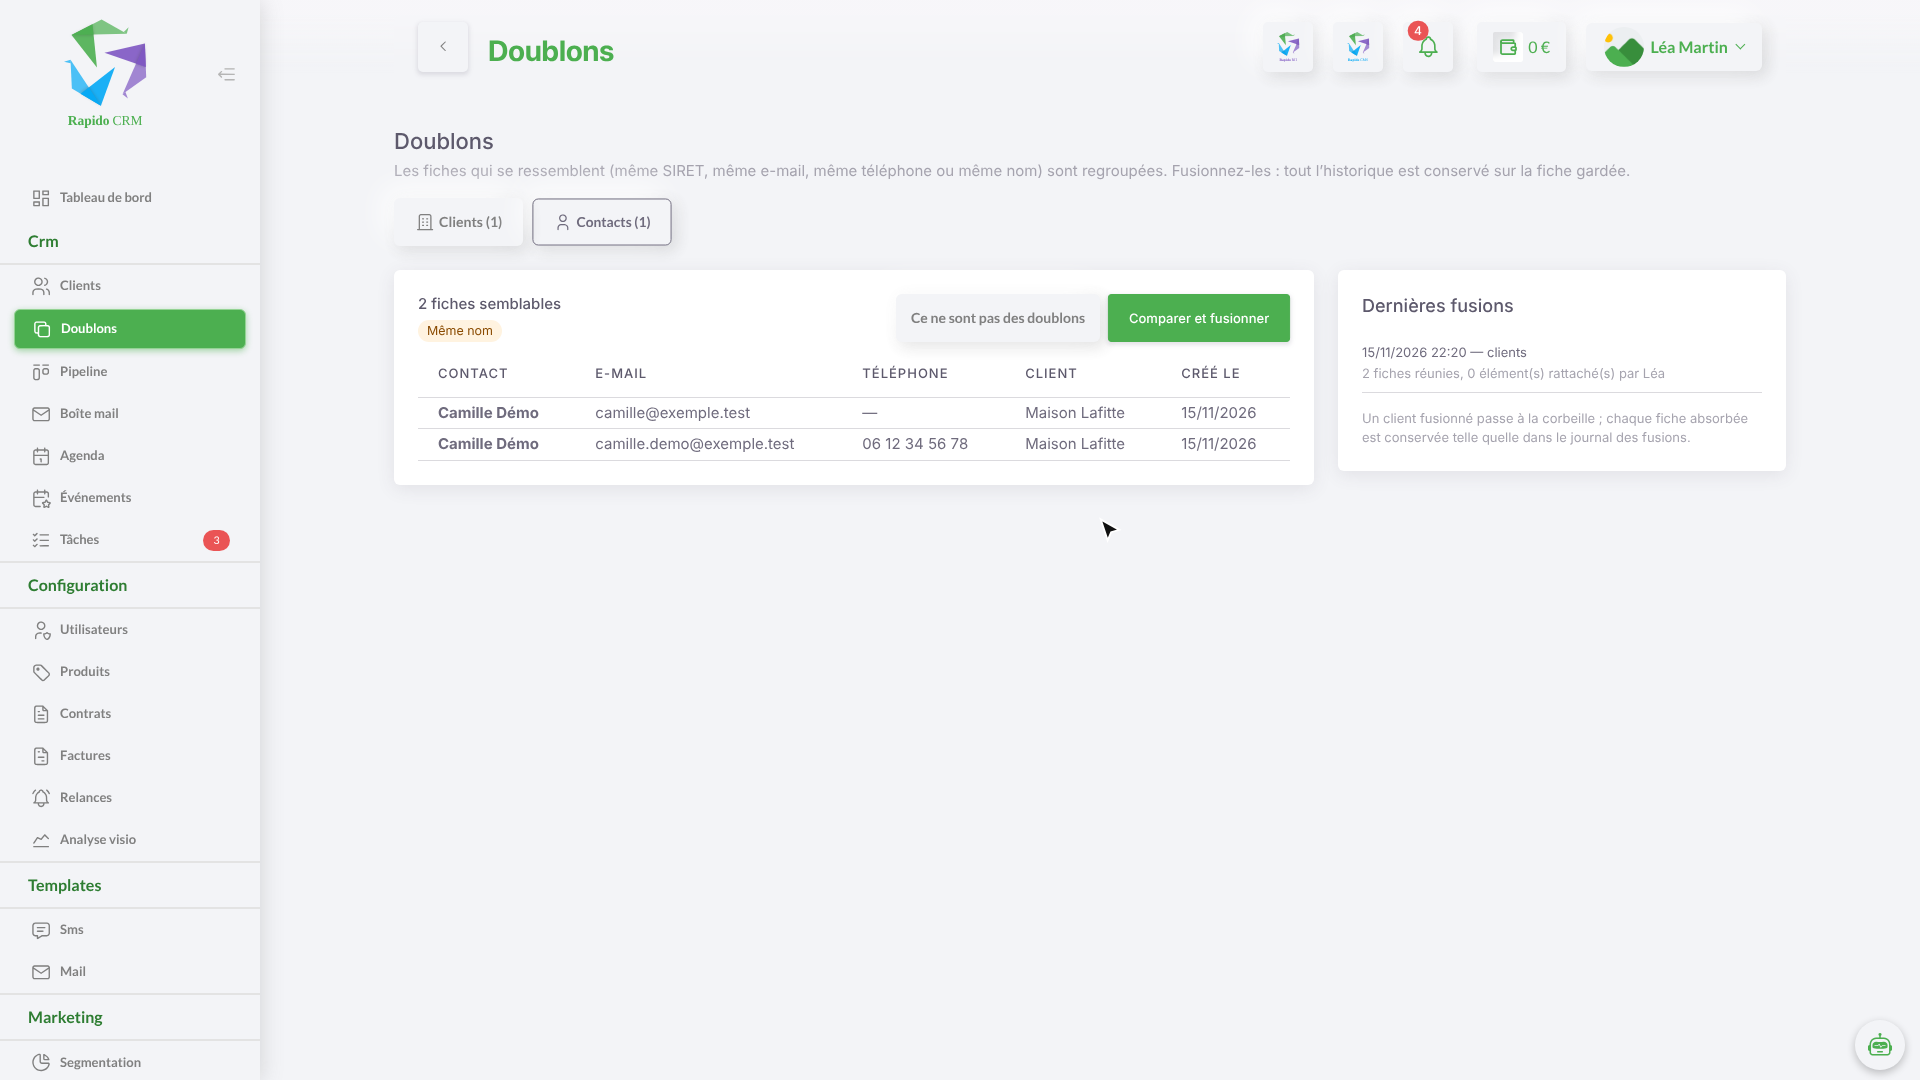 Rapido CRM
Doublons
4
0 €
Léa Martin
Tableau de bord
Crm
Clients
Doublons
Pipeline
Boîte mail
Agenda
Événements
Tâches
3
Configuration
Utilisateurs
Produits
Contrats
Factures
Relances
Analyse visio
Templates
Sms
Mail
Marketing
Segmentation
Doublons
Les fiches qui se ressemblent (même SIRET, même e-mail, même téléphone ou même nom) sont regroupées. Fusionnez-les : tout l’historique est conservé sur la fiche gardée.
Clients (1)
Contacts (1)
2 fiches semblables
Même nom
Ce ne sont pas des doublons
Comparer et fusionner
CONTACT E-MAIL TÉLÉPHONE CLIENT CRÉÉ LE
Camille Démo camille@exemple.test — Maison Lafitte 15/11/2026
Camille Démo camille.demo@exemple.test 06 12 34 56 78 Maison Lafitte 15/11/2026
Dernières fusions
15/11/2026 22:20 — clients
2 fiches réunies, 0 élément(s) rattaché(s) par Léa
Un client fusionné passe à la corbeille ; chaque fiche absorbée
est conservée telle quelle dans le journal des fusions.